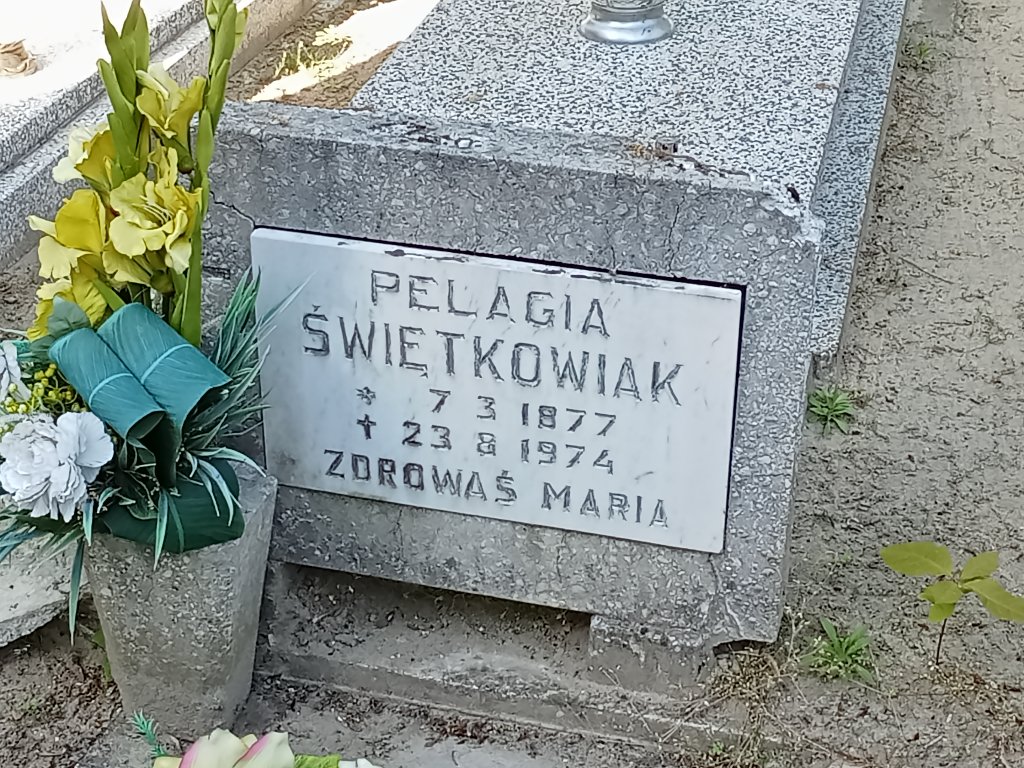 PELAGIA
ŚWIĘTKOWIAK
* 7 3 1877
✝ 23 8 1974
ZDROWAŚ MARIA